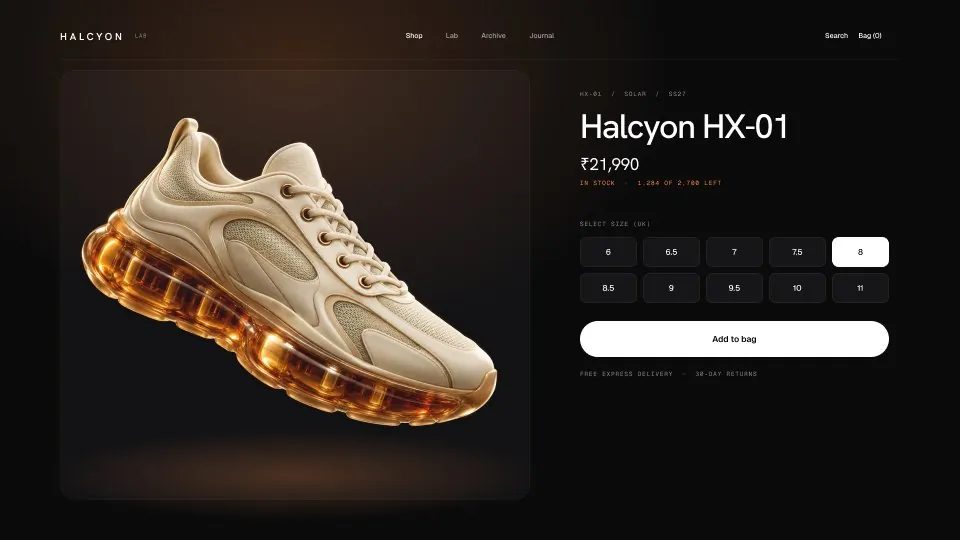 HALCYON LAB
Shop Lab Archive Journal
Search Bag (0)
HX-01 / SOLAR / SS27
Halcyon HX-01
₹21,990
IN STOCK · 1,284 OF 2,700 LEFT
SELECT SIZE (UK)
6 6.5 7 7.5 8
8.5 9 9.5 10 11
Add to bag
FREE EXPRESS DELIVERY · 30-DAY RETURNS